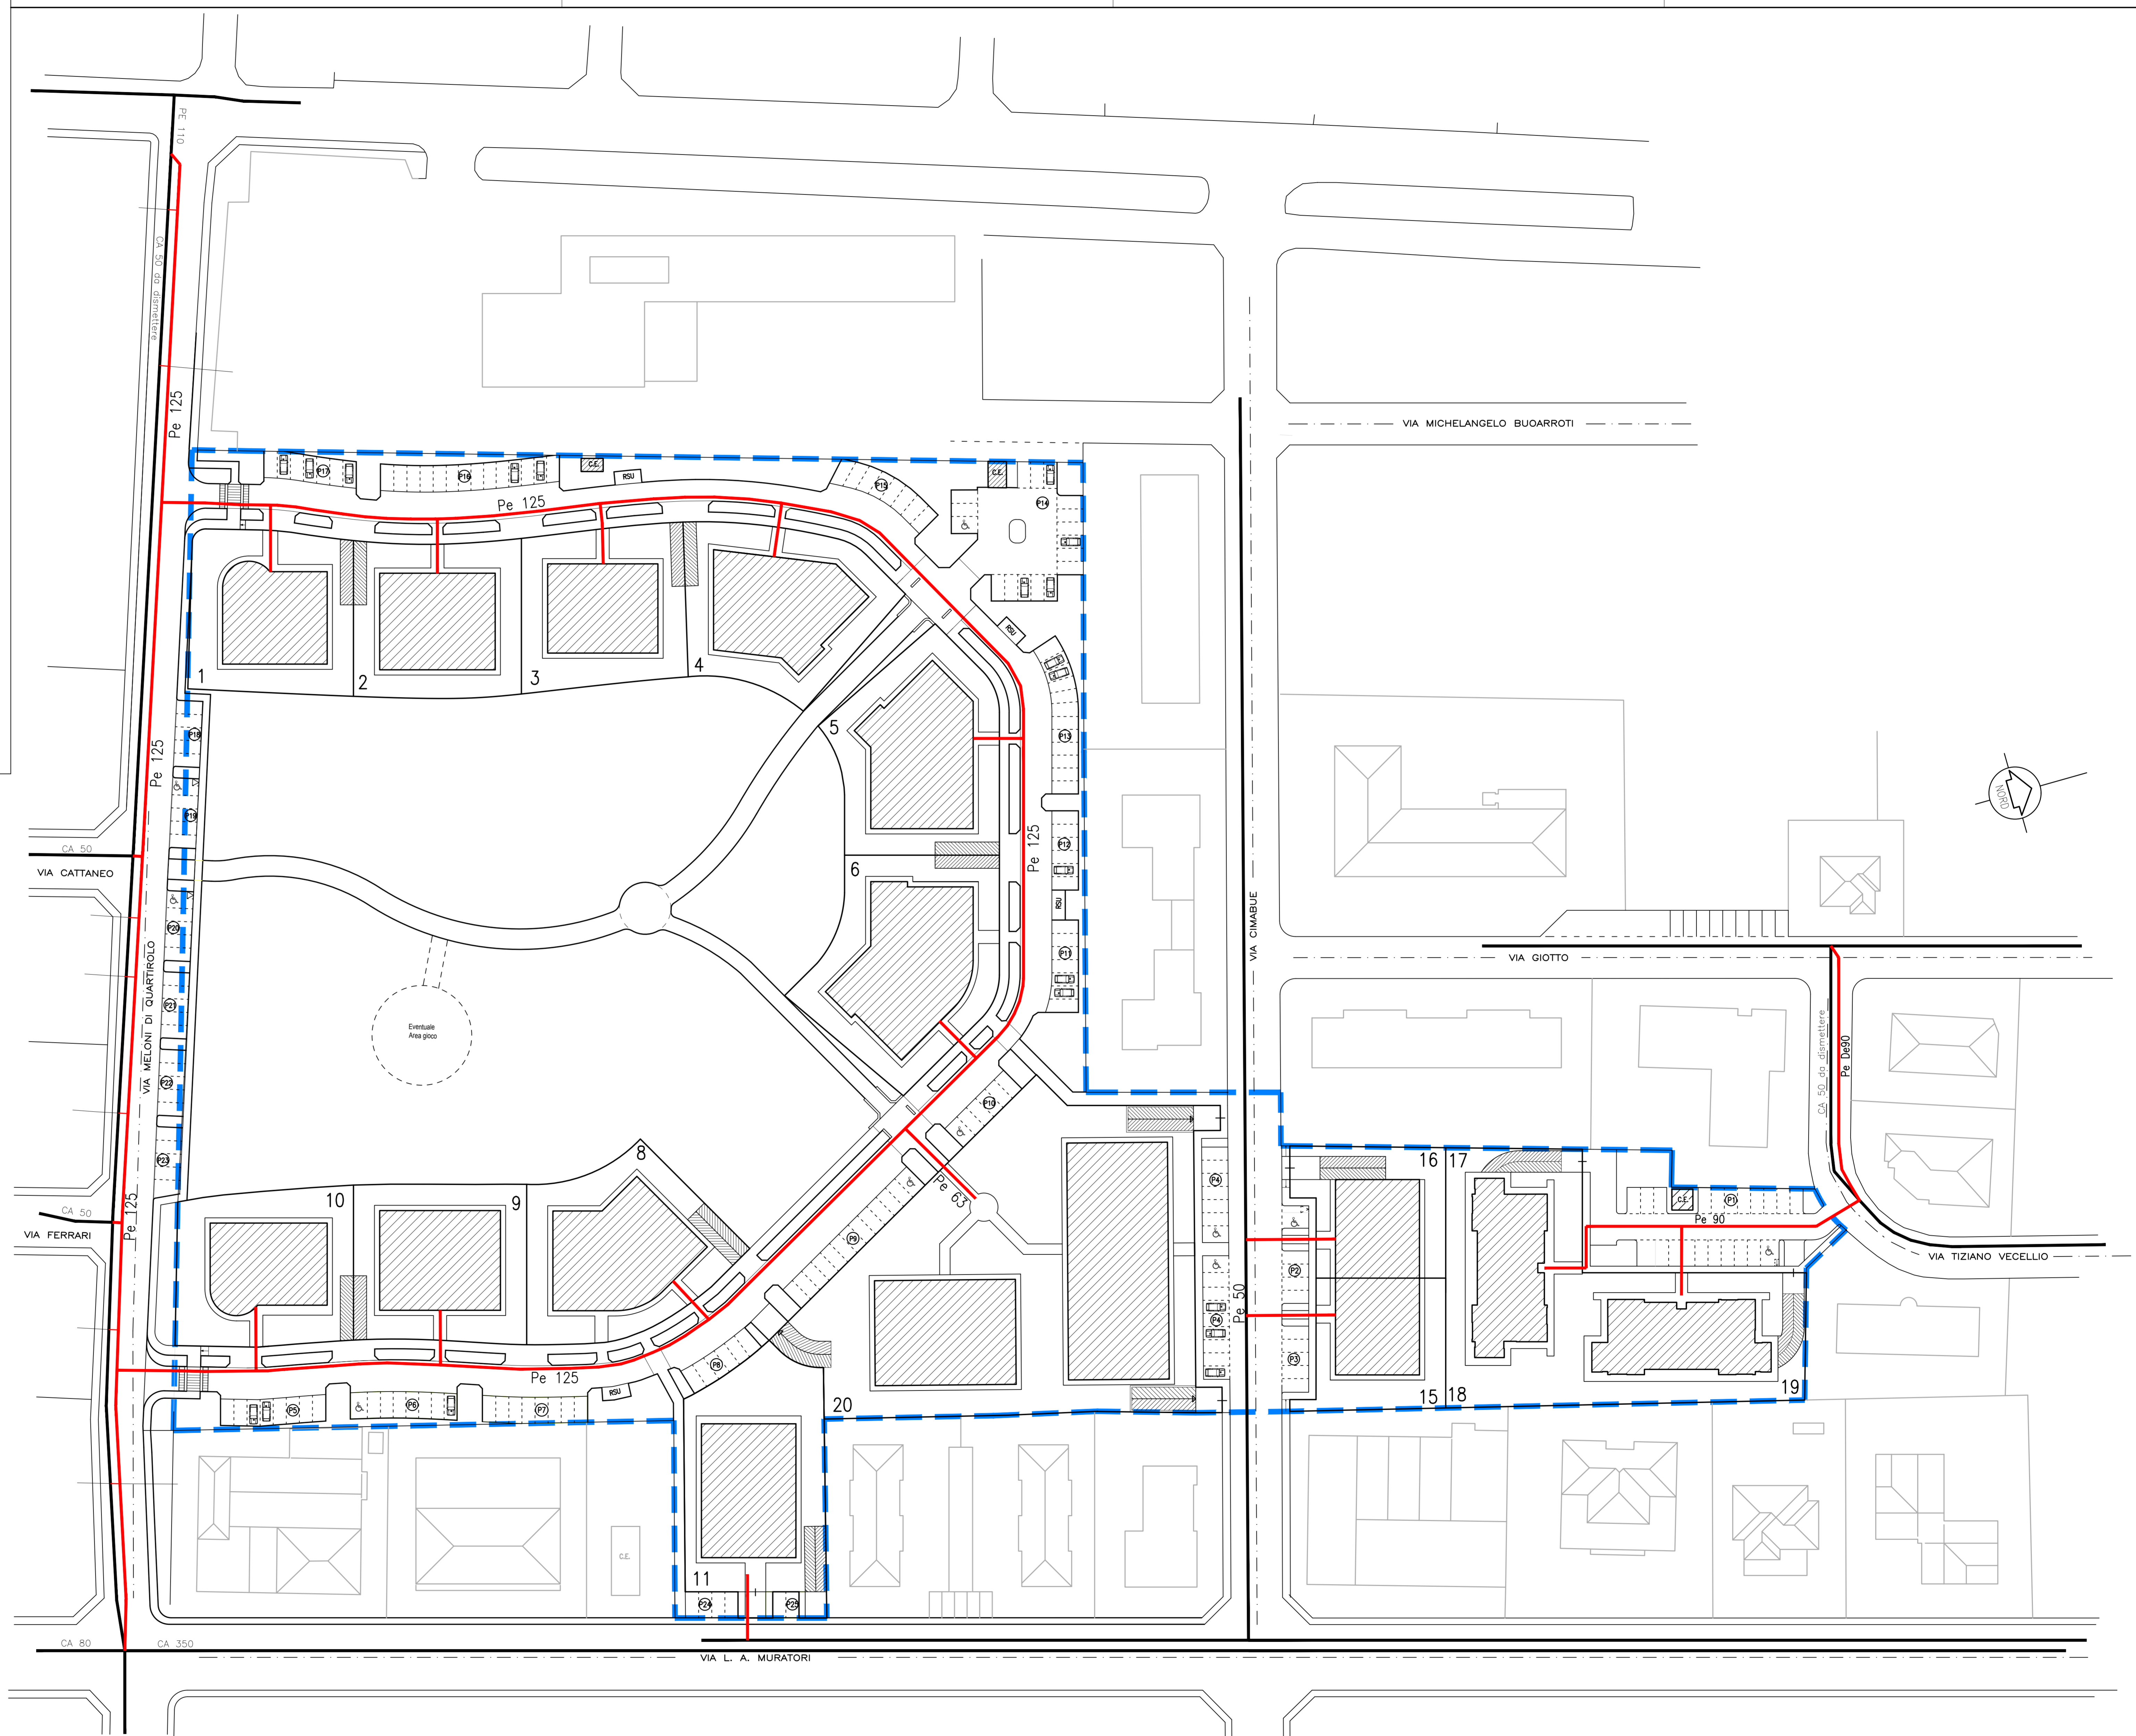 PE 110
CA 50 da dismettere
Pe 125
VIA MICHELANGELO BUOARROTI
P17
P16
C.E.
RSU
P15
C.E.
P14
Pe 125
1
2
3
4
RSU
5
P18
P13
Pe 125
NORD
P19
Pe 125
P12
CA 50
VIA CATTANEO
6
RSU
VIA CIMABUE
P20
P11
VIA GIOTTO
VIA MELONI DI QUARTIROLO
P21
Eventuale
Area gioco
CA 50 da dismettere
Pe De90
P22
P10
8
P23
16
17
P4
Pe 63
10
9
C.E.
P1
Pe 125
CA 50
VIA FERRARI
Pe 90
P9
VIA TIZIANO VECELLIO
P2
Pe 50
P4
P8
P3
Pe 125
RSU
P5
P6
P7
20
15
18
19
C.E.
11
P24
P25
CA 80
CA 350
VIA L. A. MURATORI